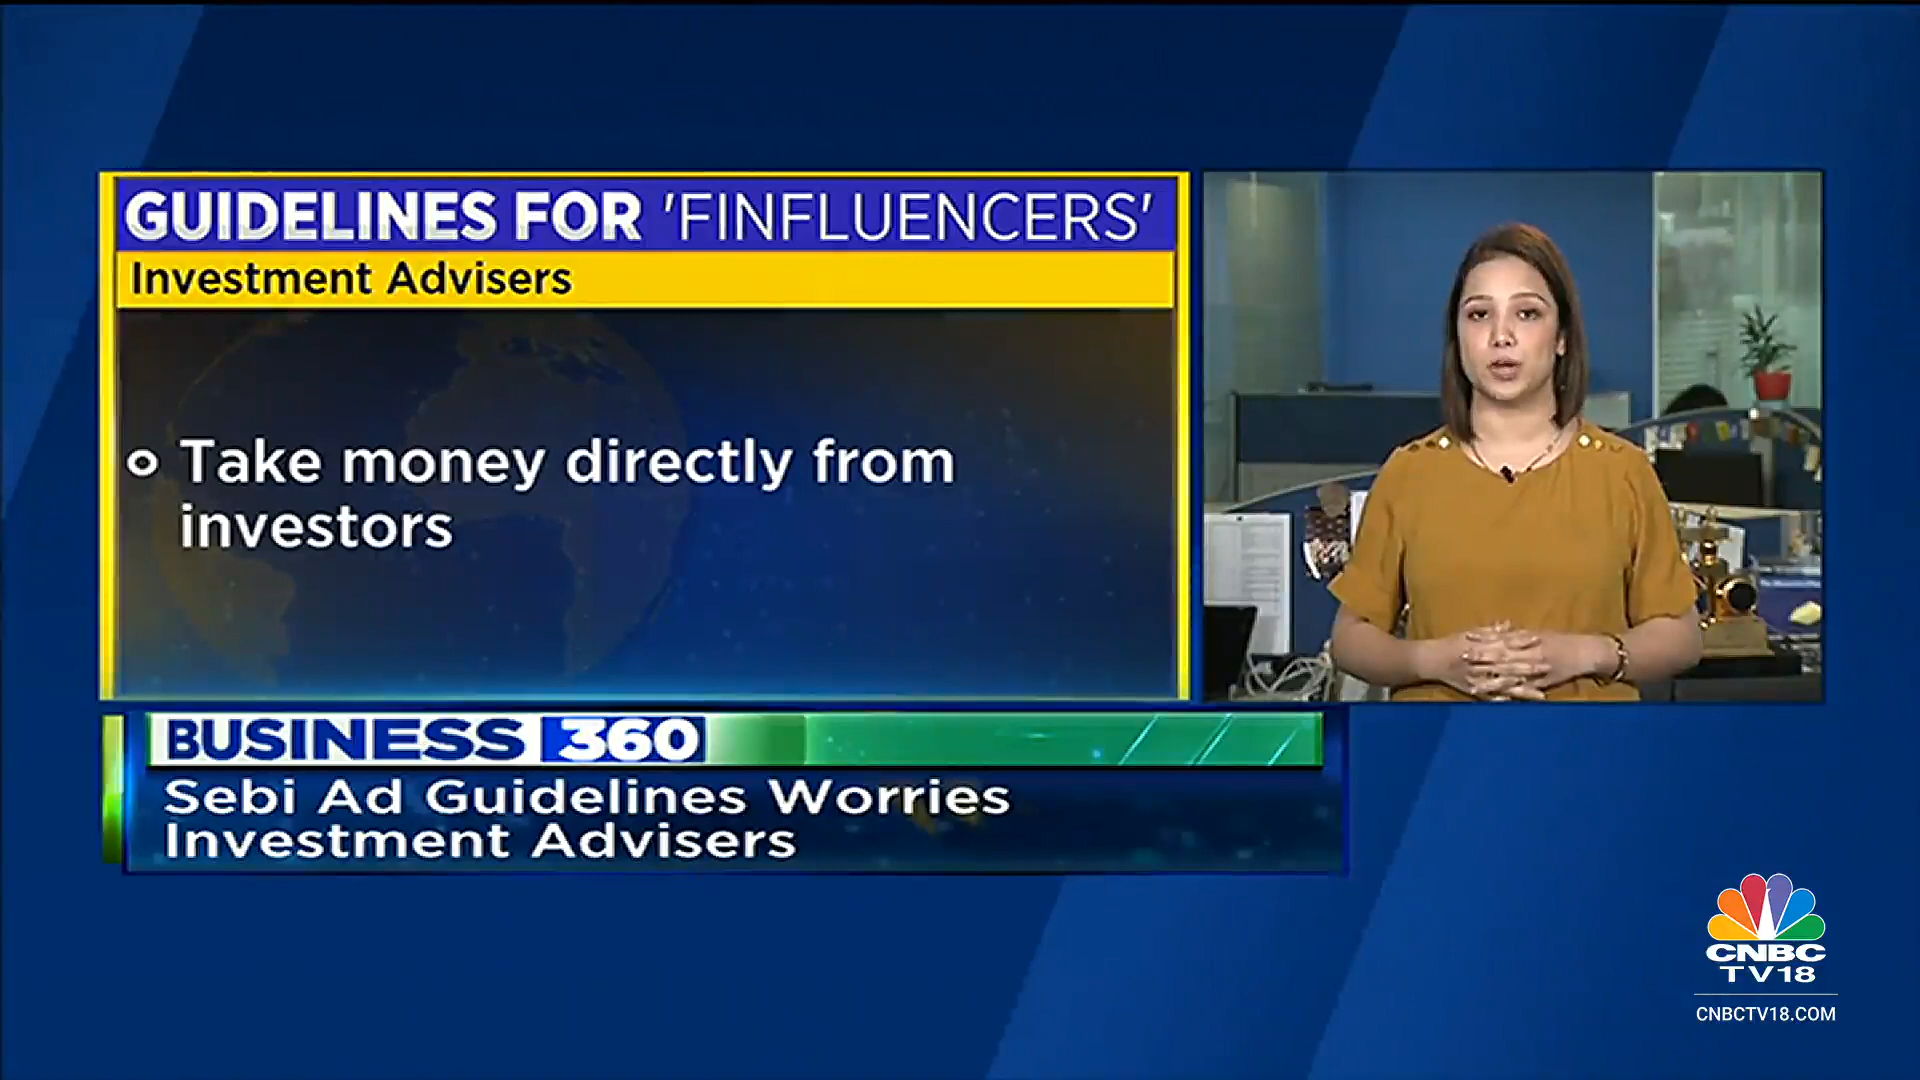 GUIDELINES FOR 'FINFLUENCERS'
Investment Advisers
Take money directly from
investors
BUSINESS 360
Sebi Ad Guidelines Worries
Investment Advisers
CNBC
TV18
CNBCTV18.COM